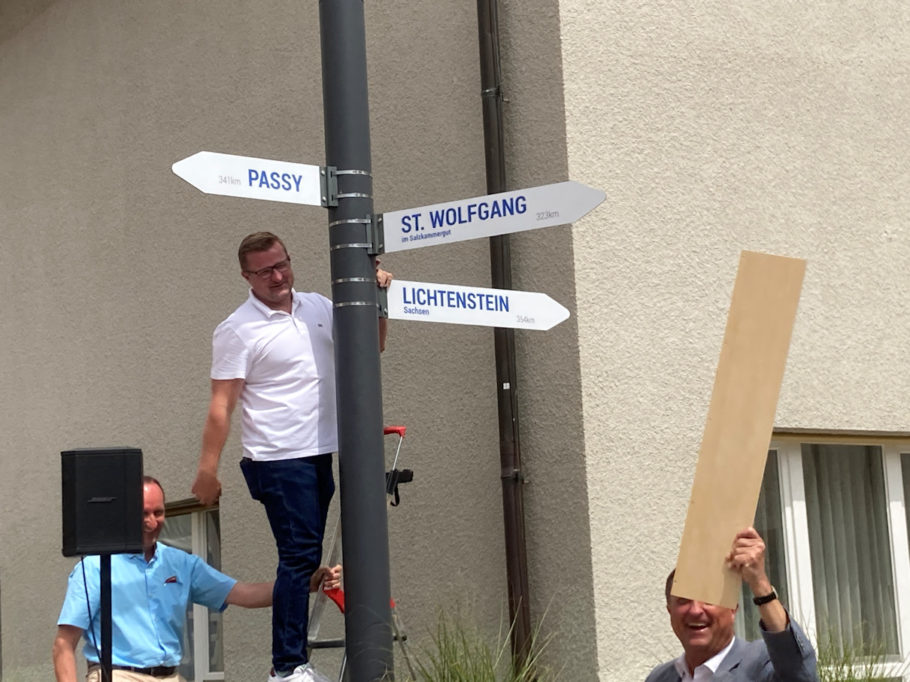 341km PASSY
ST. WOLFGANG 323km
im Salzkammergut
LICHTENSTEIN
Sachsen 354km